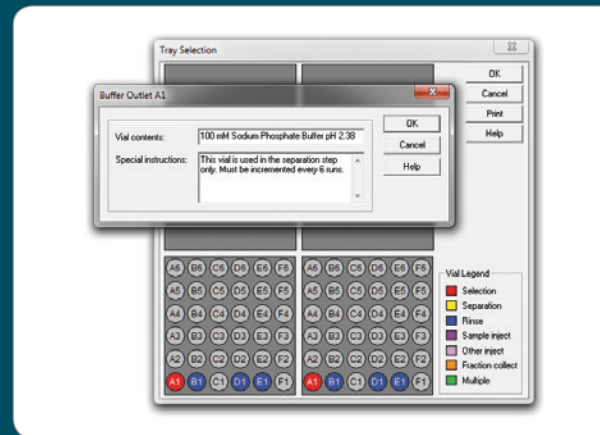 Tray Selection
OK
Cancel
Print
Help
Buffer Outlet A1
Vial contents:
100 mM Sodium Phosphate Buffer pH 2.38
Special instructions:
This vial is used in the separation step
only. Must be incremented every 6 runs.
OK
Cancel
Help
A6 B6 C6 D6 E6 F6 A6 B6 C6 D6 E6 F6
A5 B5 C5 D5 E5 F5 A5 B5 C5 D5 E5 F5
A4 B4 C4 D4 E4 F4 A4 B4 C4 D4 E4 F4
A3 B3 C3 D3 E3 F3 A3 B3 C3 D3 E3 F3
A2 B2 C2 D2 E2 F2 A2 B2 C2 D2 E2 F2
A1 B1 C1 D1 E1 F1 A1 B1 C1 D1 E1 F1
Vial Legend
Selection
Separation
Rinse
Sample inject
Other inject
Fraction collect
Multiple